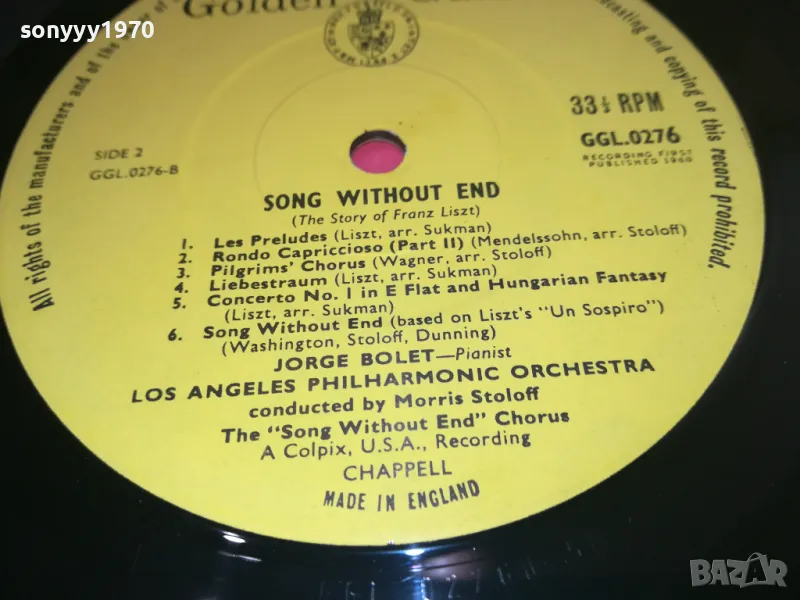 sonyyy1970
Golden
All rights of the manufacturers and of the
copying of this record prohibited.
33⅓ RPM
SIDE 2
GGL.0276-B
GGL.0276
RECORDING FIRST
PUBLISHED 1960
SONG WITHOUT END
(The Story of Franz Liszt)
1. Les Preludes (Liszt, arr. Sukman)
2. Rondo Capriccioso (Part II) (Mendelssohn, arr. Stoloff)
3. Pilgrims' Chorus (Wagner, arr. Stoloff)
4. Liebestraum (Liszt, arr. Sukman)
5. Concerto No. 1 in E Flat and Hungarian Fantasy
(Liszt, arr. Sukman)
6. Song Without End (based on Liszt's "Un Sospiro")
(Washington, Stoloff, Dunning)
JORGE BOLET—Pianist
LOS ANGELES PHILHARMONIC ORCHESTRA
conducted by Morris Stoloff
The "Song Without End" Chorus
A Colpix, U.S.A., Recording
CHAPPELL
MADE IN ENGLAND
BAZAR